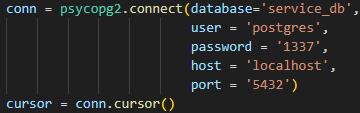 conn = psycopg2.connect(database='service_db',
user = 'postgres',
password = '1337',
host = 'localhost',
port = '5432')
cursor = conn.cursor()